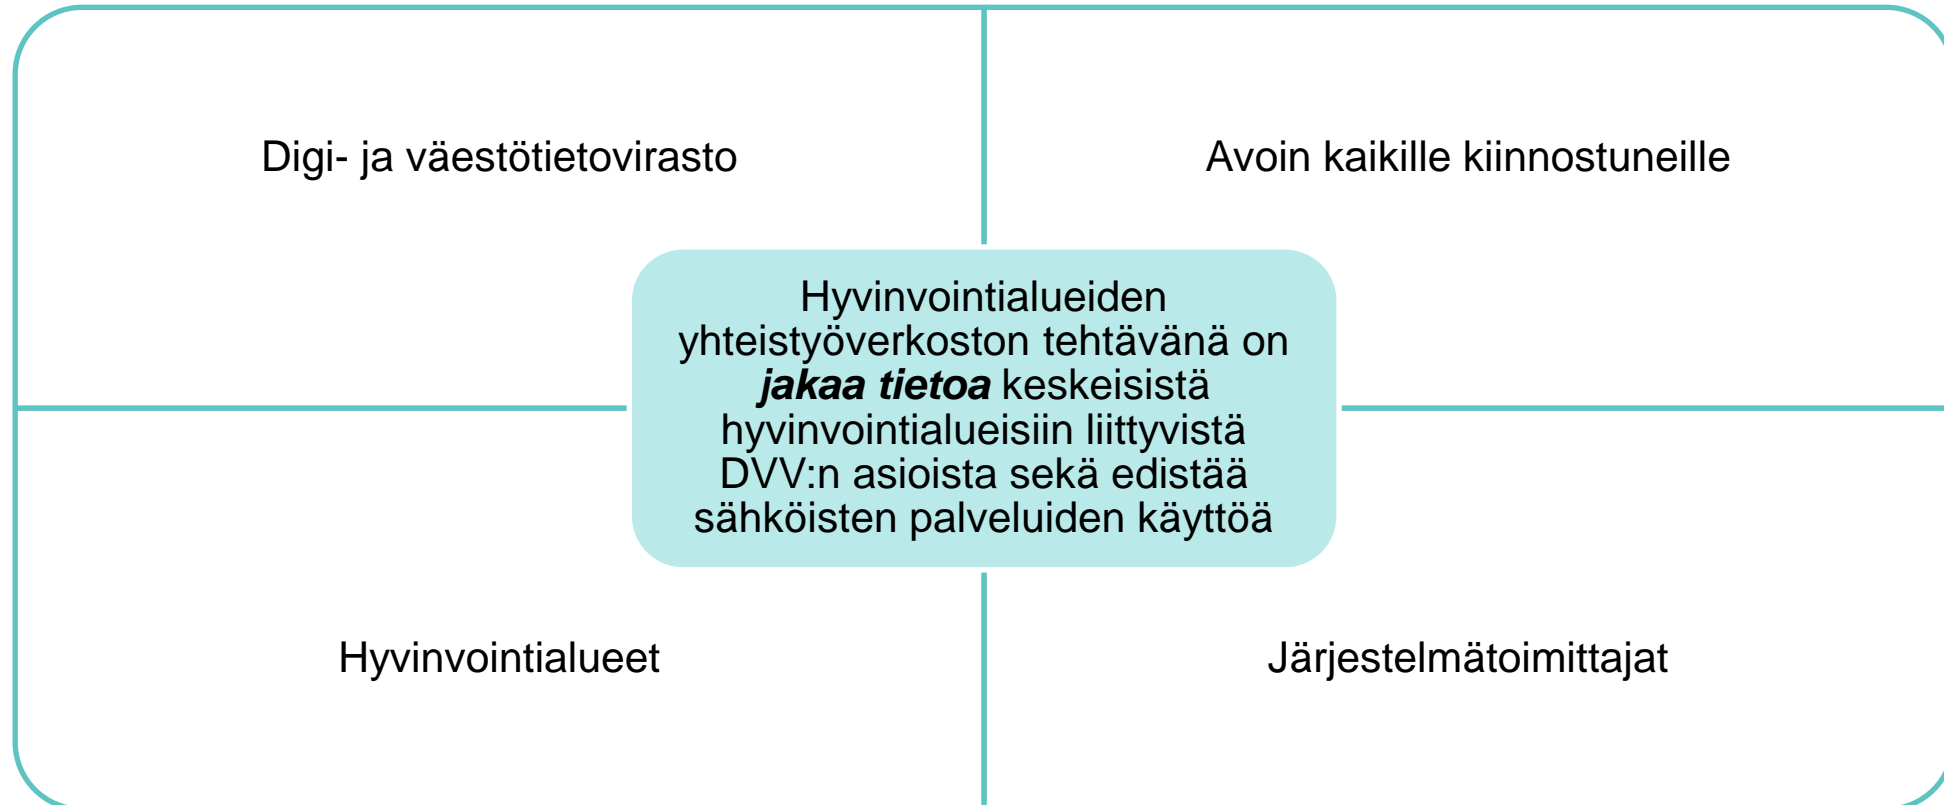 Digi- ja väestötietovirasto
Avoin kaikille kiinnostuneille
Hyvinvointialueiden
yhteistyöverkoston tehtävänä on
jakaa tietoa keskeisistä
hyvinvointialueisiin liittyvistä
DVV:n asioista sekä edistää
sähköisten palveluiden käyttöä
Hyvinvointialueet
Järjestelmätoimittajat